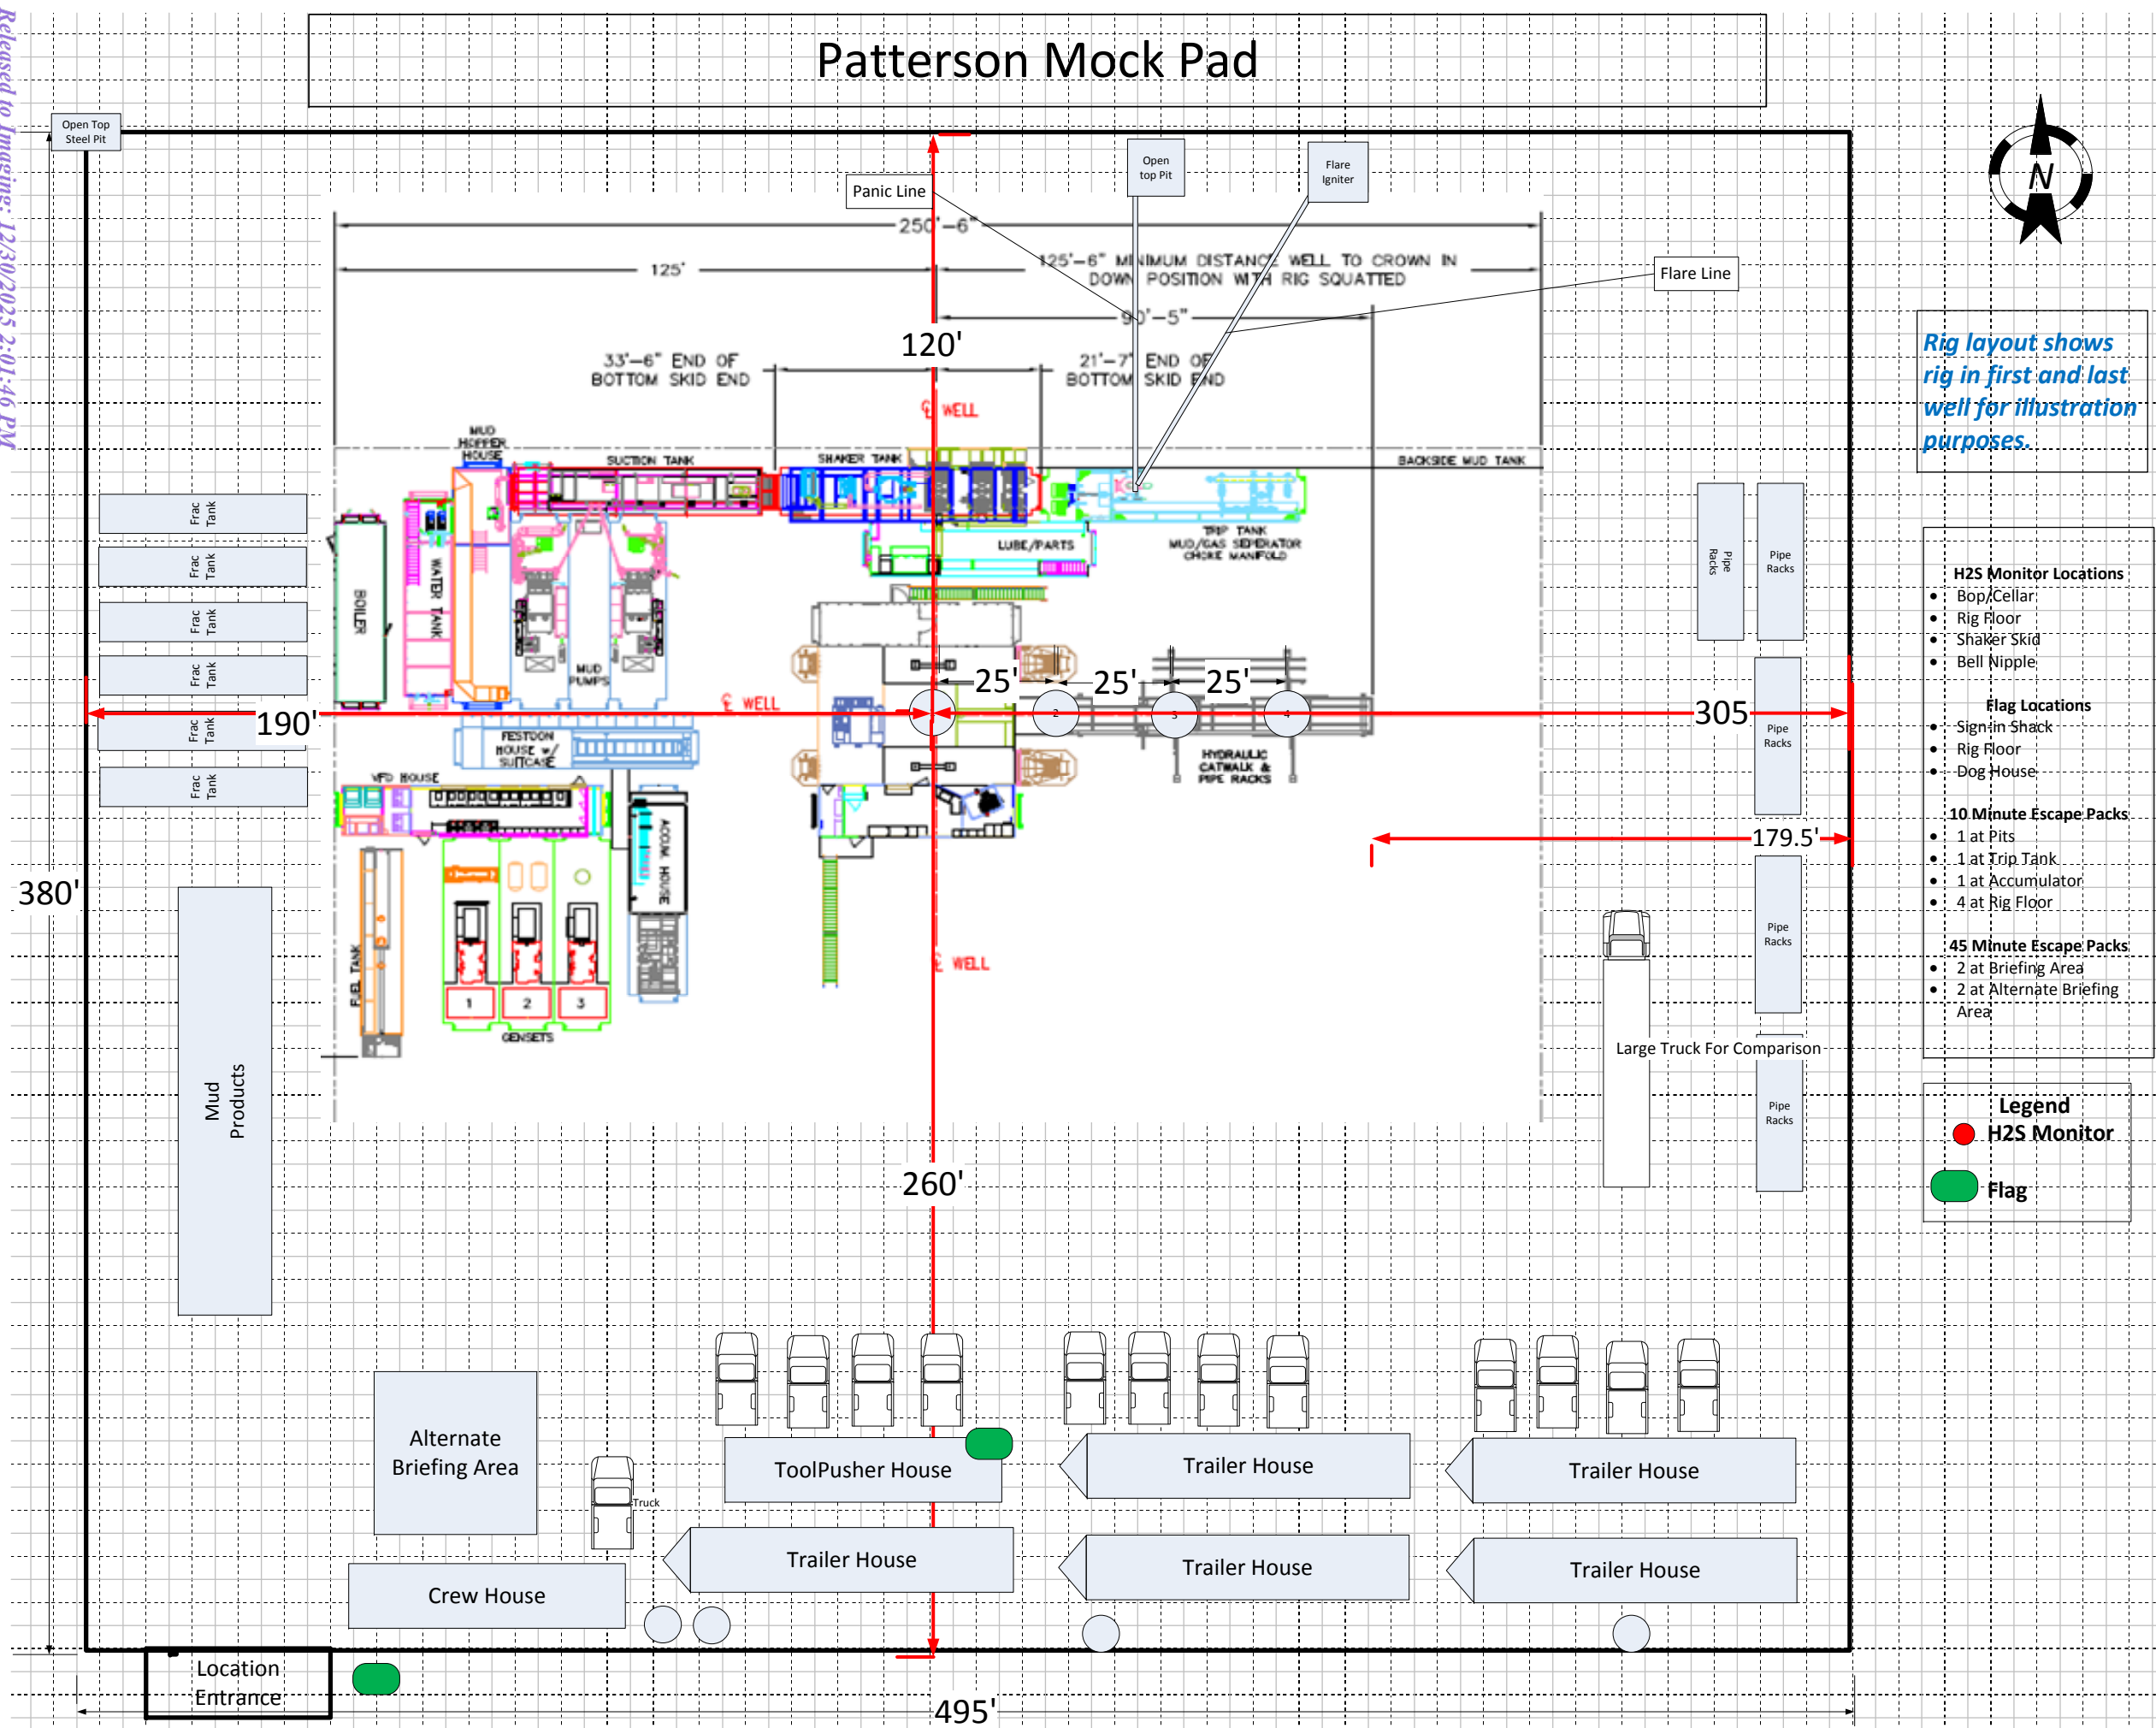 Released to Imaging: 12/30/2025 2:01:46 PM
Patterson Mock Pad
Open Top
Steel Pit
Open
top Pit
Flare
Igniter
N
Panic Line
250'-6"
125'
125'-6" MINIMUM DISTANCE WELL TO CROWN IN
DOWN POSITION WITH RIG SQUATTED
Flare Line
90'-5"
120'
33'-6" END OF
BOTTOM SKID END
21'-7" END OF
BOTTOM SKID END
Rig layout shows
rig in first and last
well for illustration
purposes.
℄ WELL
MUD
HOPPER
HOUSE
SUCTION TANK
SHAKER TANK
BACKSIDE MUD TANK
Frac
Tank
Frac
Tank
Frac
Tank
Frac
Tank
Frac
Tank
Frac
Tank
BOILER
WATER TANK
MUD
PUMPS
LUBE/PARTS
TRIP TANK
MUD/GAS SEPERATOR
CHOKE MANIFOLD
Pipe
Racks
Pipe
Racks
Pipe
Racks
Pipe
Racks
Pipe
Racks
H2S Monitor Locations
• Bop/Cellar
• Rig Floor
• Shaker Skid
• Bell Nipple
Flag Locations
• Sign-in Shack
• Rig Floor
• Dog House
10 Minute Escape Packs
• 1 at Pits
• 1 at Trip Tank
• 1 at Accumulator
• 4 at Rig Floor
45 Minute Escape Packs
• 2 at Briefing Area
• 2 at Alternate Briefing
Area
25'
25'
25'
℄ WELL
190'
2
3
4
305
FESTOON
HOUSE w/
SUITCASE
HYDRAULIC
CATWALK &
PIPE RACKS
VFD HOUSE
ACCUM. HOUSE
179.5'
380'
FUEL TANK
℄ WELL
1
2
3
GENSETS
Large Truck For Comparison
Mud
Products
Legend
H2S Monitor
Flag
260'
Alternate
Briefing Area
Truck
ToolPusher House
Trailer House
Trailer House
Trailer House
Trailer House
Trailer House
Crew House
Location
Entrance
495'